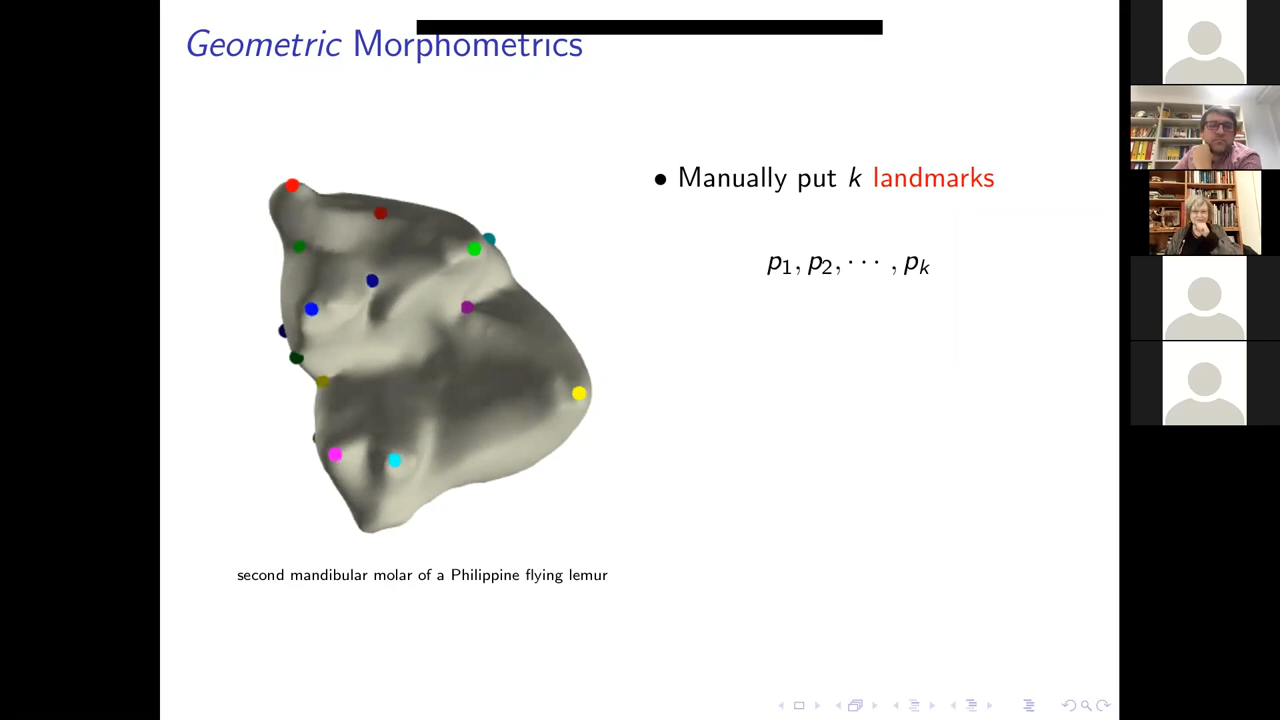 Geometric Morphometrics
• Manually put k landmarks
p₁, p₂, · · · , pₖ
second mandibular molar of a Philippine flying lemur